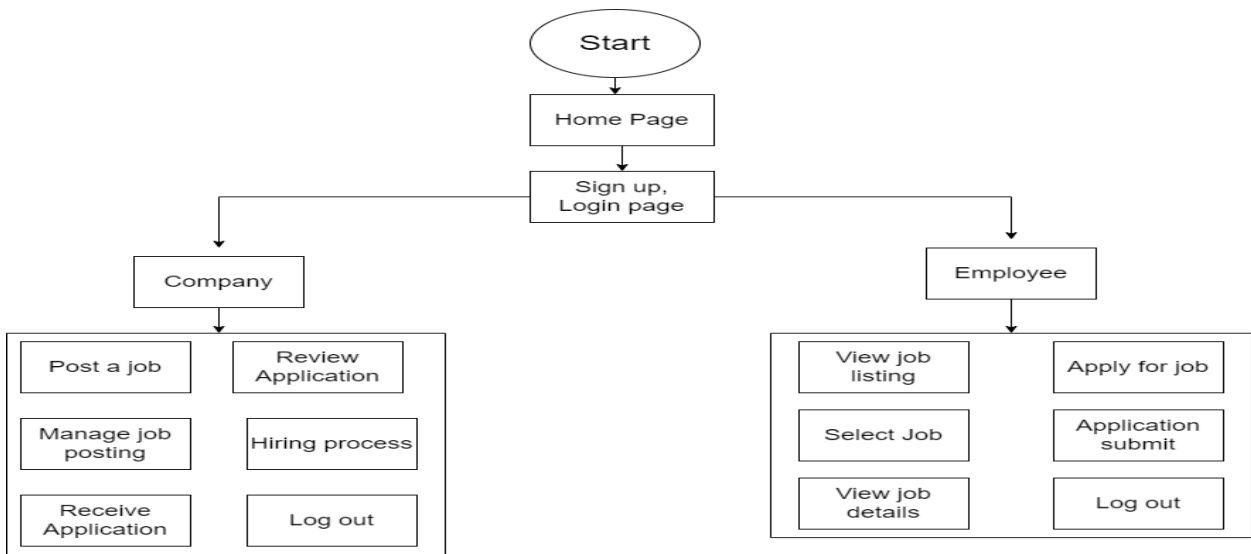 Start
Home Page
Sign up,
Login page
Company
Employee
Post a job
Review
Application
Manage job
posting
Hiring process
Receive
Application
Log out
View job
listing
Apply for job
Select Job
Application
submit
View job
details
Log out